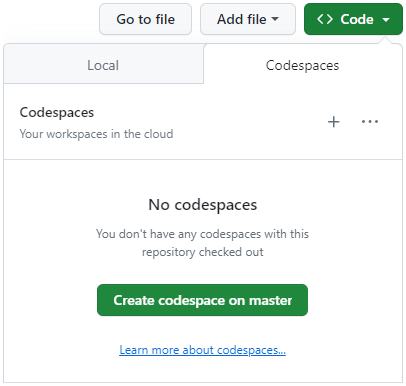 Go to file Add file <> Code
Local Codespaces
Codespaces
Your workspaces in the cloud
No codespaces
You don't have any codespaces with this
repository checked out
Create codespace on master
Learn more about codespaces...